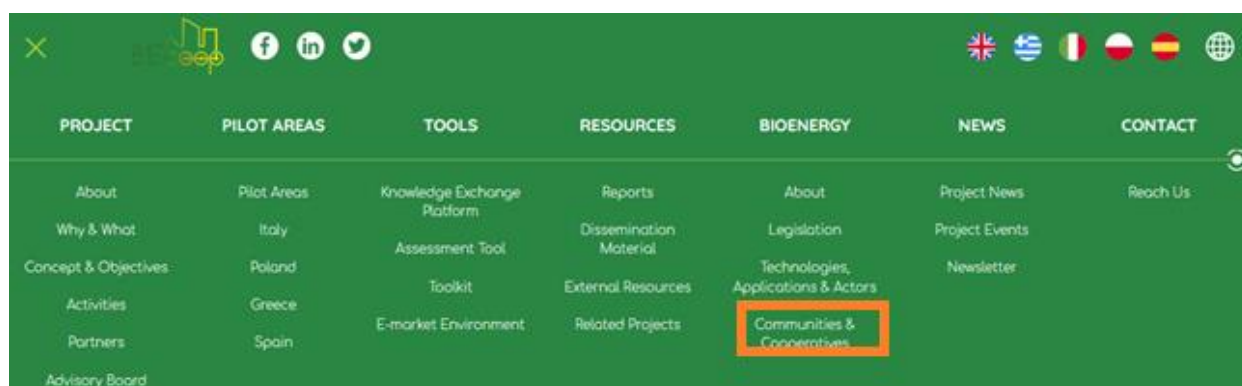 PROJECT
PILOT AREAS
TOOLS
RESOURCES
BIOENERGY
NEWS
CONTACT
About
Why & What
Concept & Objectives
Activities
Partners
Advisory Board
Pilot Areas
Italy
Poland
Greece
Spain
Knowledge Exchange
Platform
Assessment Tool
Toolkit
E-market Environment
Reports
Dissemination
Material
External Resources
Related Projects
About
Legislation
Technologies,
Applications & Actors
Communities &
Cooperatives
Project News
Project Events
Newsletter
Reach Us